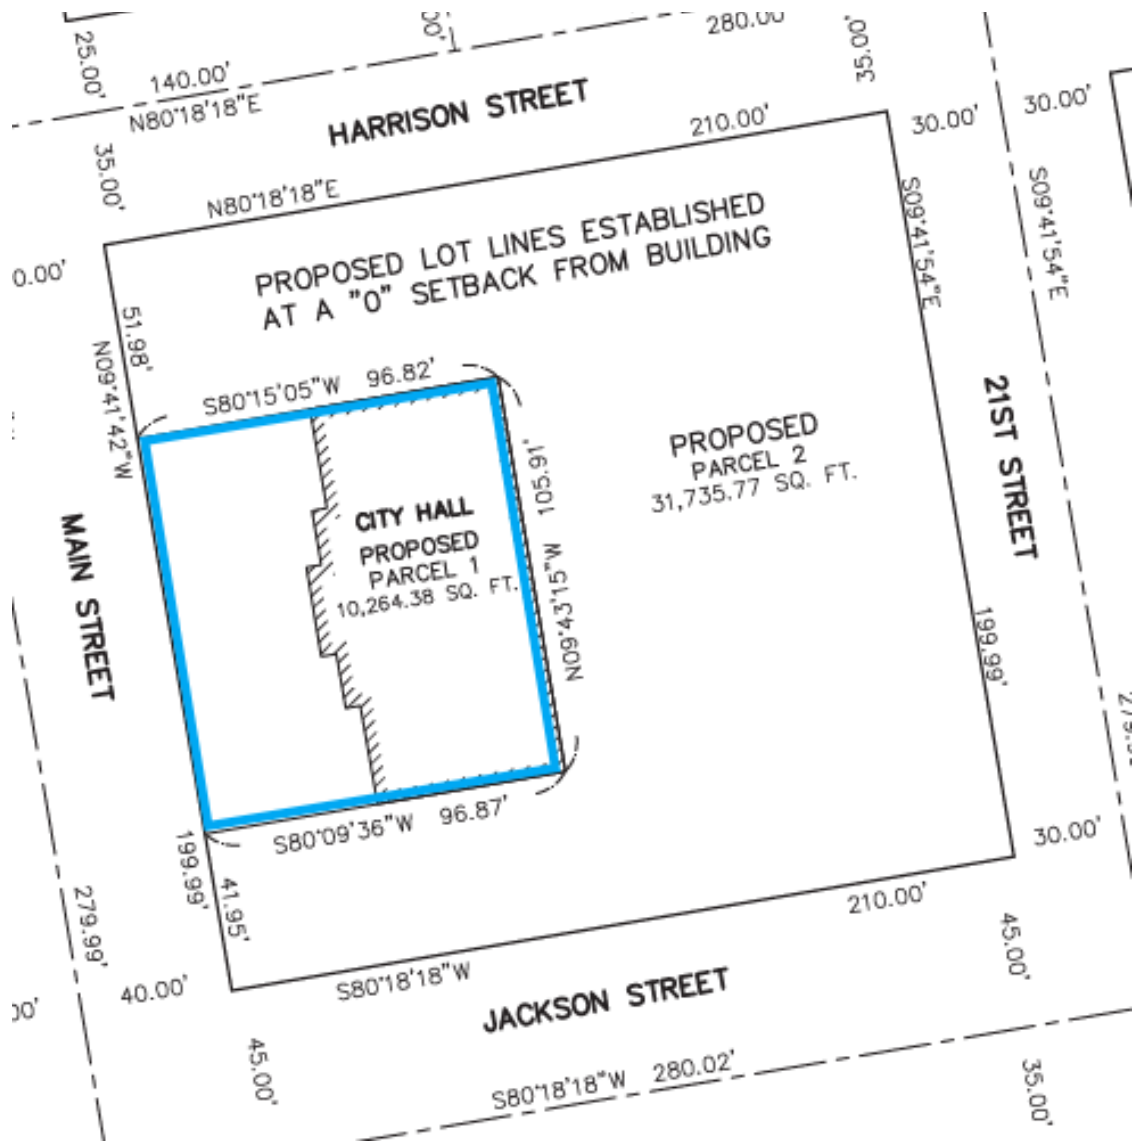 25.00'
140.00'
N80°18'18"E
00'
280.00
35.00'
HARRISON STREET
35.00'
N80°18'18"E
210.00'
30.00'
30.00'
0.00'
PROPOSED LOT LINES ESTABLISHED
AT A "0" SETBACK FROM BUILDING
S09°41'54"E
S09°41'54"E
51.98'
N09°41'42"W
S80°15'05"W 96.82'
105.91'
N09°43'15"W
CITY HALL
PROPOSED
PARCEL 1
10,264.38 SQ. FT.
PROPOSED
PARCEL 2
31,735.77 SQ. FT.
21ST STREET
MAIN STREET
199.99'
S80°09'36"W 96.87'
199.99'
41.95'
279.99'
30.00'
210.00'
45.00'
40.00'
S80°18'18"W
JACKSON STREET
00'
45.00'
S80°18'18"W 280.02'
35.00'